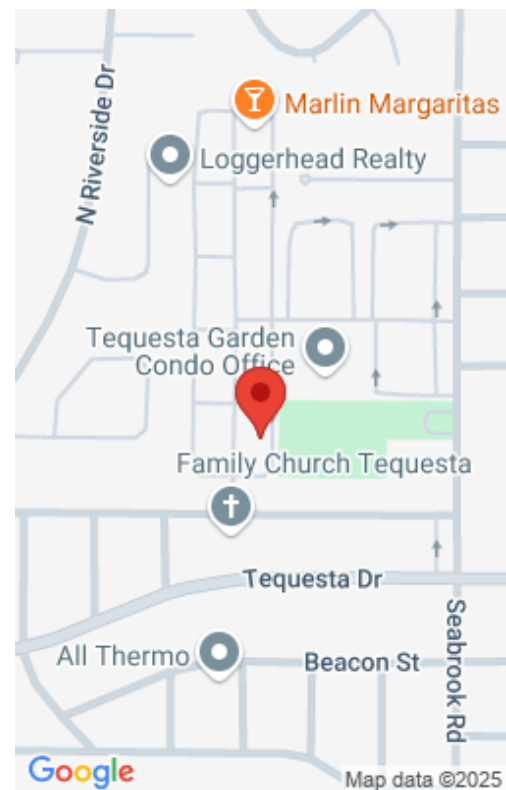 Marlin Margaritas
N Riverside Dr
Loggerhead Realty
Tequesta Garden
Condo Office
Family Church Tequesta
Tequesta Dr
Seabrook Rd
All Thermo
Beacon St
Google
Map data ©2025